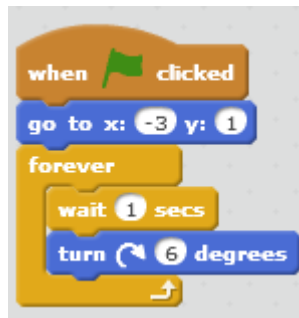 when clicked
go to x: -3 y: 1
forever
wait 1 secs
turn 6 degrees